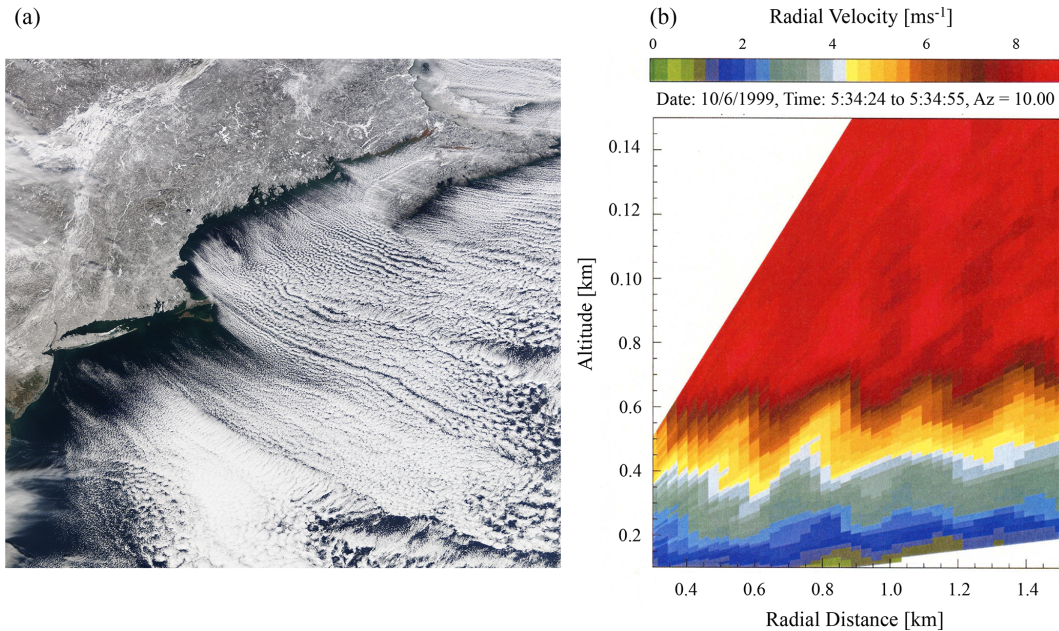 (a)
(b) Radial Velocity [ms-1]
0 2 4 6 8
Date: 10/6/1999, Time: 5:34:24 to 5:34:55, Az = 10.00
0.14
0.12
0.10
0.8
0.6
0.4
0.2
Altitude [km]
0.4 0.6 0.8 1.0 1.2 1.4
Radial Distance [km]